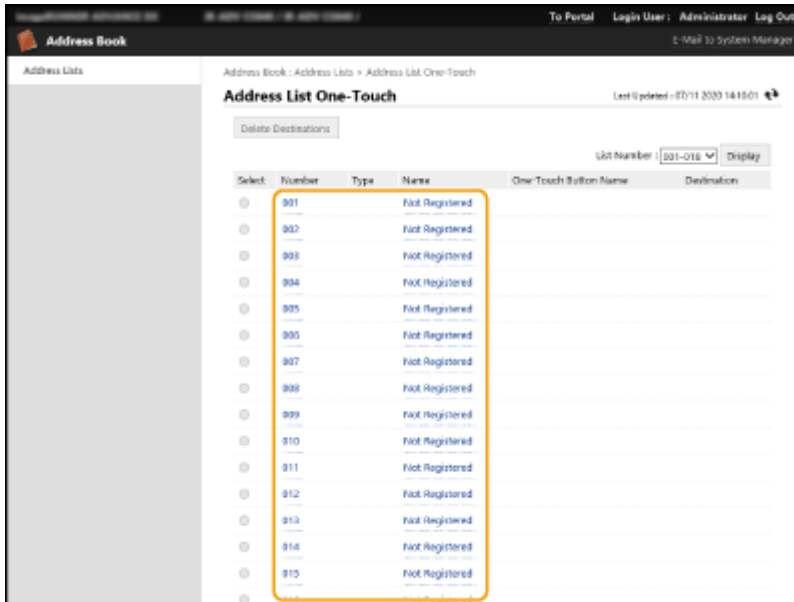 To Portal Login User : Administrator Log Out
Address Book
E-Mail to System Manager
Address Lists
Address Book : Address Lists > Address List One-Touch
Address List One-Touch
Last Updated : 07/11 2020 14:10:01
Delete Destinations
List Number : 001-018 Display
Select Number Type Name One-Touch Button Name Destination
001 Not Registered
002 Not Registered
003 Not Registered
004 Not Registered
005 Not Registered
006 Not Registered
007 Not Registered
008 Not Registered
009 Not Registered
010 Not Registered
011 Not Registered
012 Not Registered
013 Not Registered
014 Not Registered
015 Not Registered